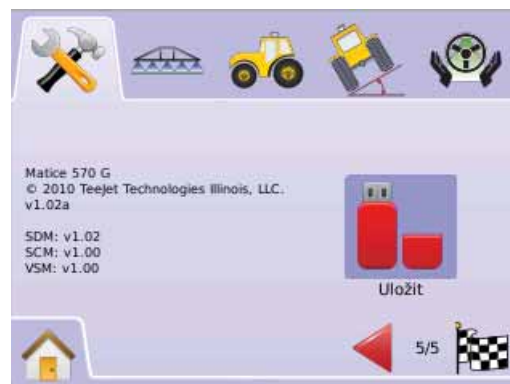 Matice 570 G
© 2010 TeeJet Technologies Illinois, LLC.
v1.02a
SDM: v1.02
SCM: v1.00
VSM: v1.00
Uložit
5/5